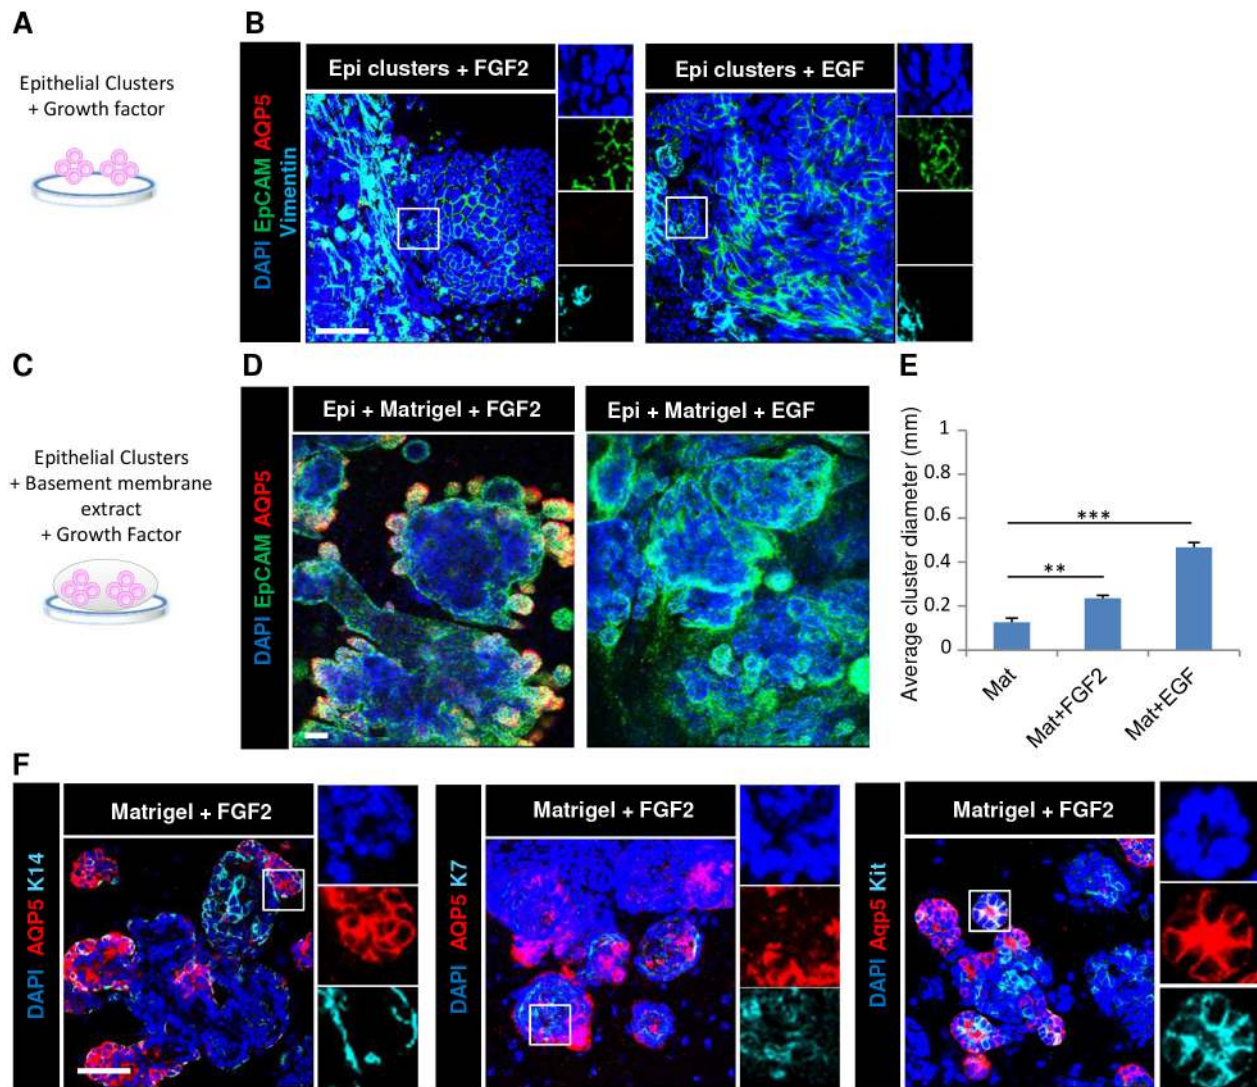 A
Epithelial Clusters
+ Growth factor
B
DAPI EpCAM AQP5
Vimentin
Epi clusters + FGF2
Epi clusters + EGF
C
Epithelial Clusters
+ Basement membrane
extract
+ Growth Factor
D
DAPI EpCAM AQP5
Epi + Matrigel + FGF2
Epi + Matrigel + EGF
E
Average cluster diameter (mm)
1
0.8
0.6
0.4
0.2
0
***
**
Mat
Mat+FGF2
Mat+EGF
F
DAPI AQP5 K14
Matrigel + FGF2
DAPI AQP5 K7
Matrigel + FGF2
DAPI Aqp5 Kit
Matrigel + FGF2